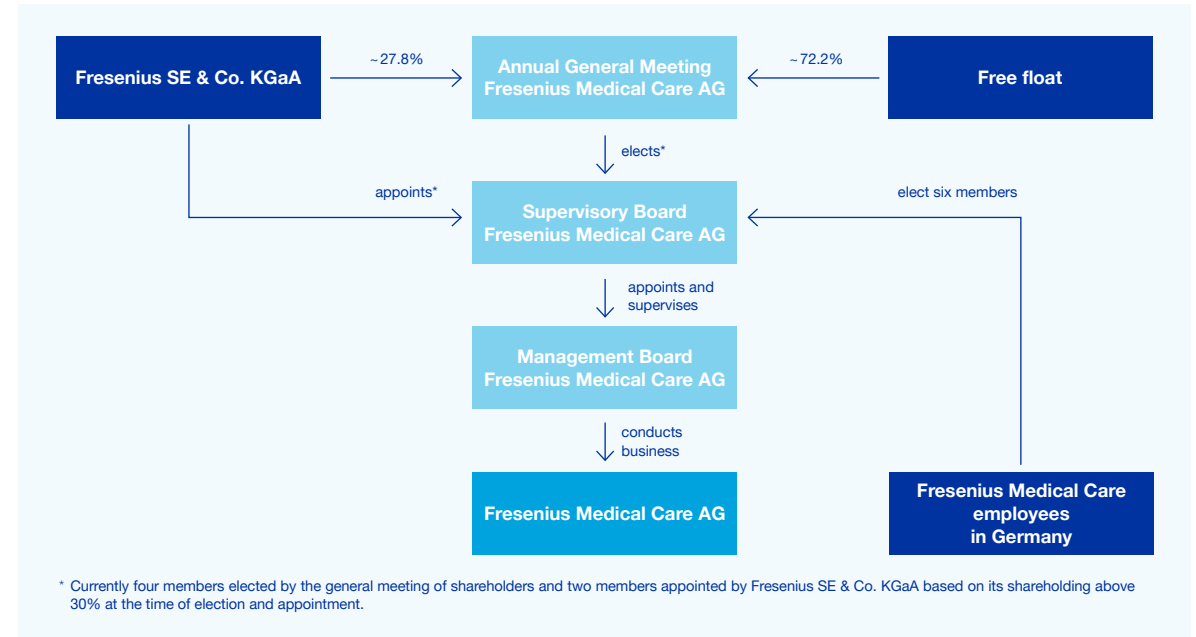 Fresenius SE & Co. KGaA
~27.8%
Annual General Meeting
Fresenius Medical Care AG
~72.2%
Free float
elects*
appoints*
Supervisory Board
Fresenius Medical Care AG
elect six members
appoints and
supervises
Management Board
Fresenius Medical Care AG
conducts
business
Fresenius Medical Care AG
Fresenius Medical Care
employees
in Germany
* Currently four members elected by the general meeting of shareholders and two members appointed by Fresenius SE & Co. KGaA based on its shareholding above
30% at the time of election and appointment.